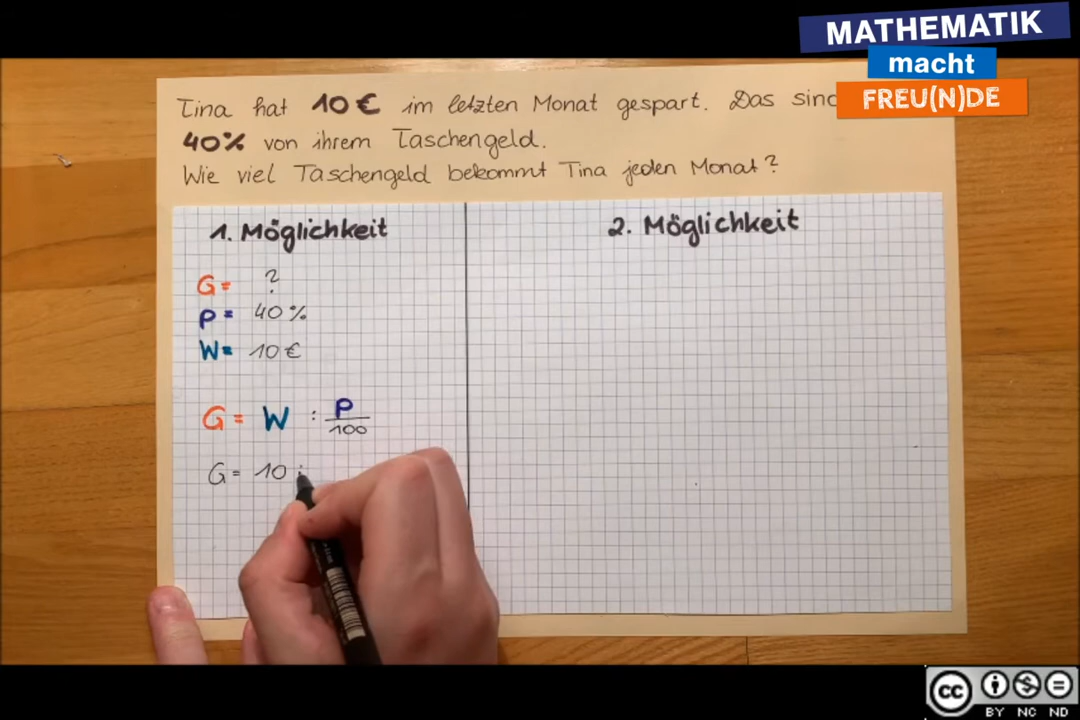 MATHEMATIK
macht
FREU(N)DE
Tina hat 10 € im letzten Monat gespart. Das sind
40% von ihrem Taschengeld.
Wie viel Taschengeld bekommt Tina jeden Monat?
1. Möglichkeit
G = ?
p = 40 %
W = 10 €
G = W : p
100
G = 10 :
2. Möglichkeit
cc
BY NC ND